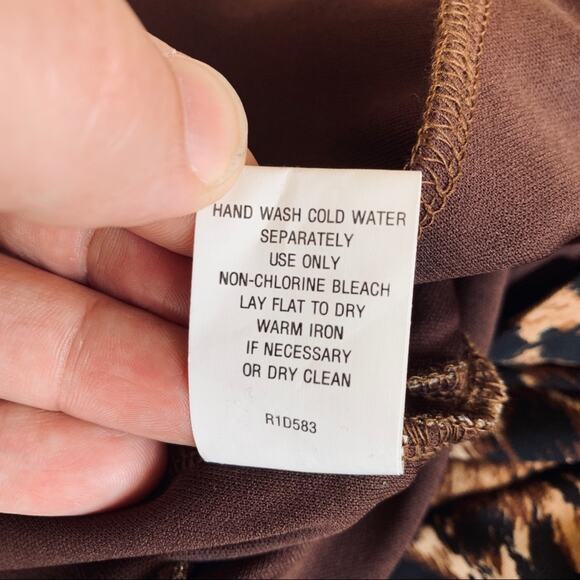 HAND WASH COLD WATER
SEPARATELY
USE ONLY
NON-CHLORINE BLEACH
LAY FLAT TO DRY
WARM IRON
IF NECESSARY
OR DRY CLEAN
R1D583